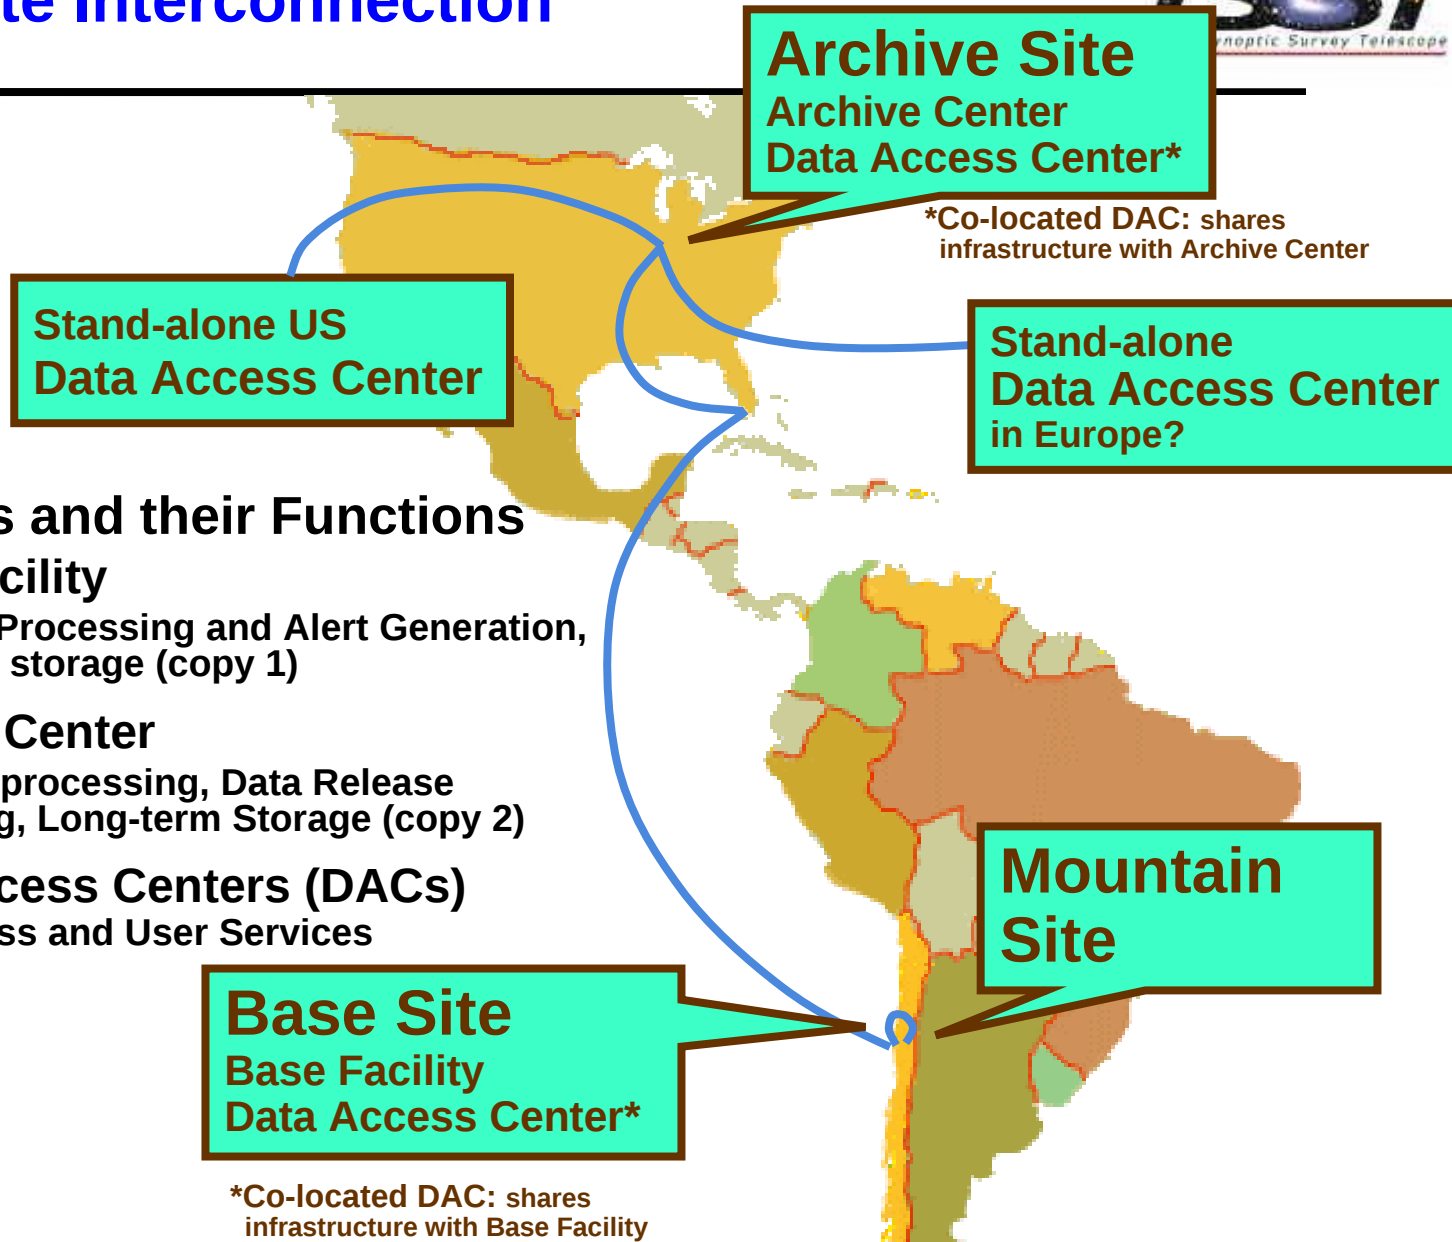 te Interconnection
ynoptic Survey Telescope
Archive Site
Archive Center
Data Access Center*
*Co-located DAC: shares
infrastructure with Archive Center
Stand-alone US
Data Access Center
Stand-alone
Data Access Center
in Europe?
s and their Functions
cility
Processing and Alert Generation,
storage (copy 1)
Center
processing, Data Release
g, Long-term Storage (copy 2)
cess Centers (DACs)
ss and User Services
Mountain
Site
Base Site
Base Facility
Data Access Center*
*Co-located DAC: shares
infrastructure with Base Facility